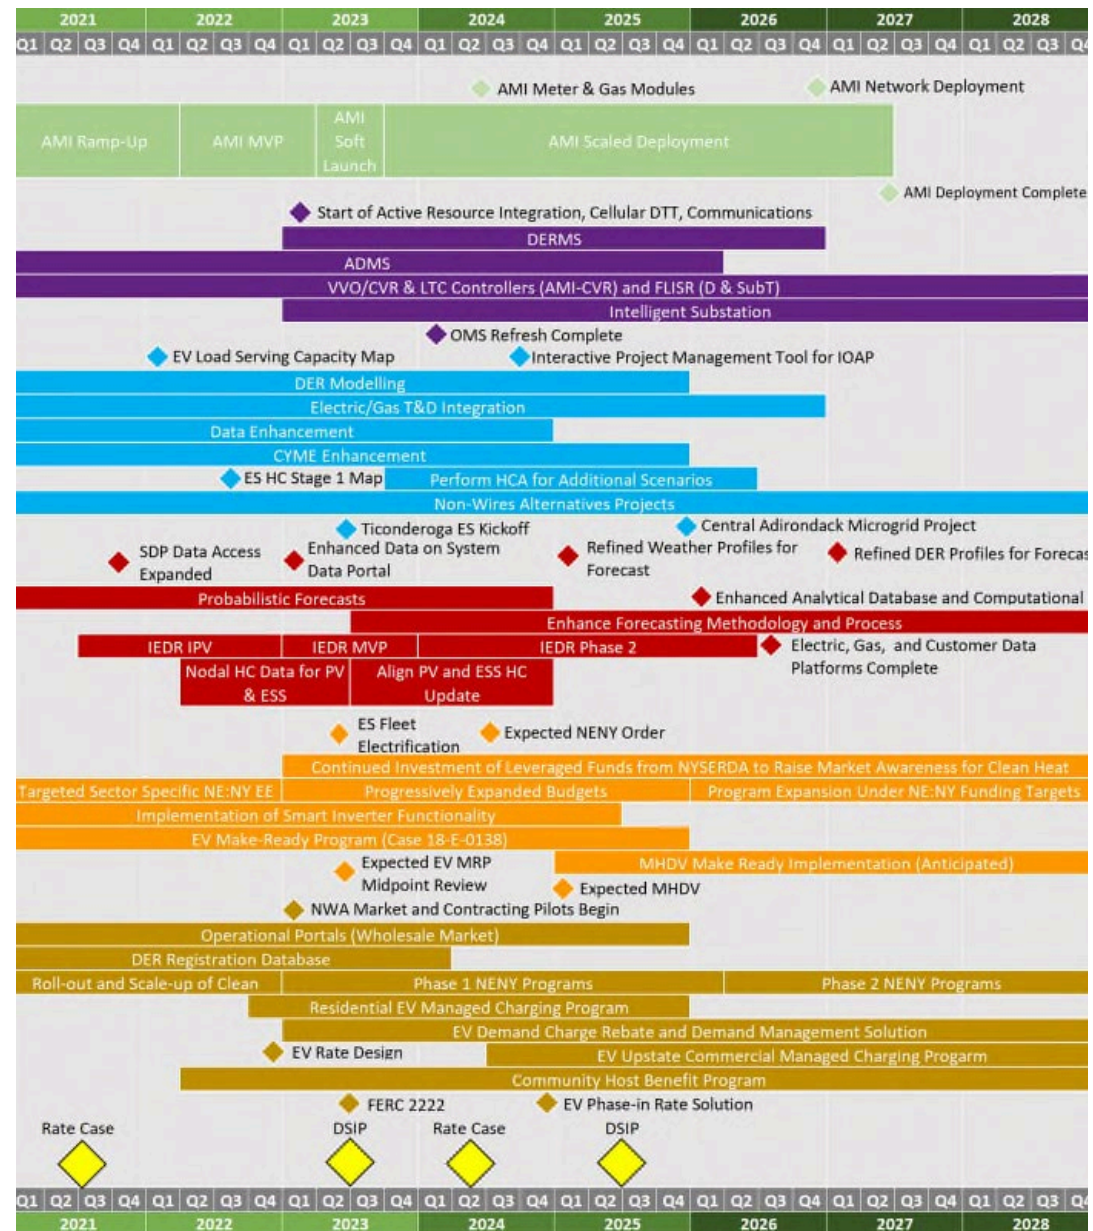 2021 2022 2023 2024 2025 2026 2027 2028
Q1 Q2 Q3 Q4 Q1 Q2 Q3 Q4 Q1 Q2 Q3 Q4 Q1 Q2 Q3 Q4 Q1 Q2 Q3 Q4 Q1 Q2 Q3 Q4 Q1 Q2 Q3 Q4 Q1 Q2 Q3 Q4
AMI Meter & Gas Modules
AMI Network Deployment
AMI Ramp-Up
AMI MVP
AMI
Soft
Launch
AMI Scaled Deployment
AMI Deployment Complete
Start of Active Resource Integration, Cellular DTT, Communications
DERMS
ADMS
VVO/CVR & LTC Controllers (AMI-CVR) and FLISR (D & SubT)
Intelligent Substation
OMS Refresh Complete
EV Load Serving Capacity Map
Interactive Project Management Tool for IOAP
DER Modelling
Electric/Gas T&D Integration
Data Enhancement
CYME Enhancement
ES HC Stage 1 Map
Perform HCA for Additional Scenarios
Non-Wires Alternatives Projects
Ticonderoga ES Kickoff
Central Adirondack Microgrid Project
SDP Data Access
Expanded
Enhanced Data on System
Data Portal
Refined Weather Profiles for
Forecast
Refined DER Profiles for Forecas
Probabilistic Forecasts
Enhanced Analytical Database and Computational
Enhance Forecasting Methodology and Process
IEDR IPV
IEDR MVP
IEDR Phase 2
Electric, Gas, and Customer Data
Platforms Complete
Nodal HC Data for PV
& ESS
Align PV and ESS HC
Update
ES Fleet
Electrification
Expected NENY Order
Continued Investment of Leveraged Funds from NYSERDA to Raise Market Awareness for Clean Heat
Targeted Sector Specific NE:NY EE
Progressively Expanded Budgets
Program Expansion Under NE:NY Funding Targets
Implementation of Smart Inverter Functionality
EV Make-Ready Program (Case 18-E-0138)
Expected EV MRP
Midpoint Review
MHDV Make Ready Implementation (Anticipated)
Expected MHDV
NWA Market and Contracting Pilots Begin
Operational Portals (Wholesale Market)
DER Registration Database
Roll-out and Scale-up of Clean
Phase 1 NENY Programs
Phase 2 NENY Programs
Residential EV Managed Charging Program
EV Demand Charge Rebate and Demand Management Solution
EV Rate Design
EV Upstate Commercial Managed Charging Progarm
Community Host Benefit Program
FERC 2222
EV Phase-in Rate Solution
Rate Case
DSIP
Rate Case
DSIP
Q1 Q2 Q3 Q4 Q1 Q2 Q3 Q4 Q1 Q2 Q3 Q4 Q1 Q2 Q3 Q4 Q1 Q2 Q3 Q4 Q1 Q2 Q3 Q4 Q1 Q2 Q3 Q4 Q1 Q2 Q3 Q4
2021 2022 2023 2024 2025 2026 2027 2028